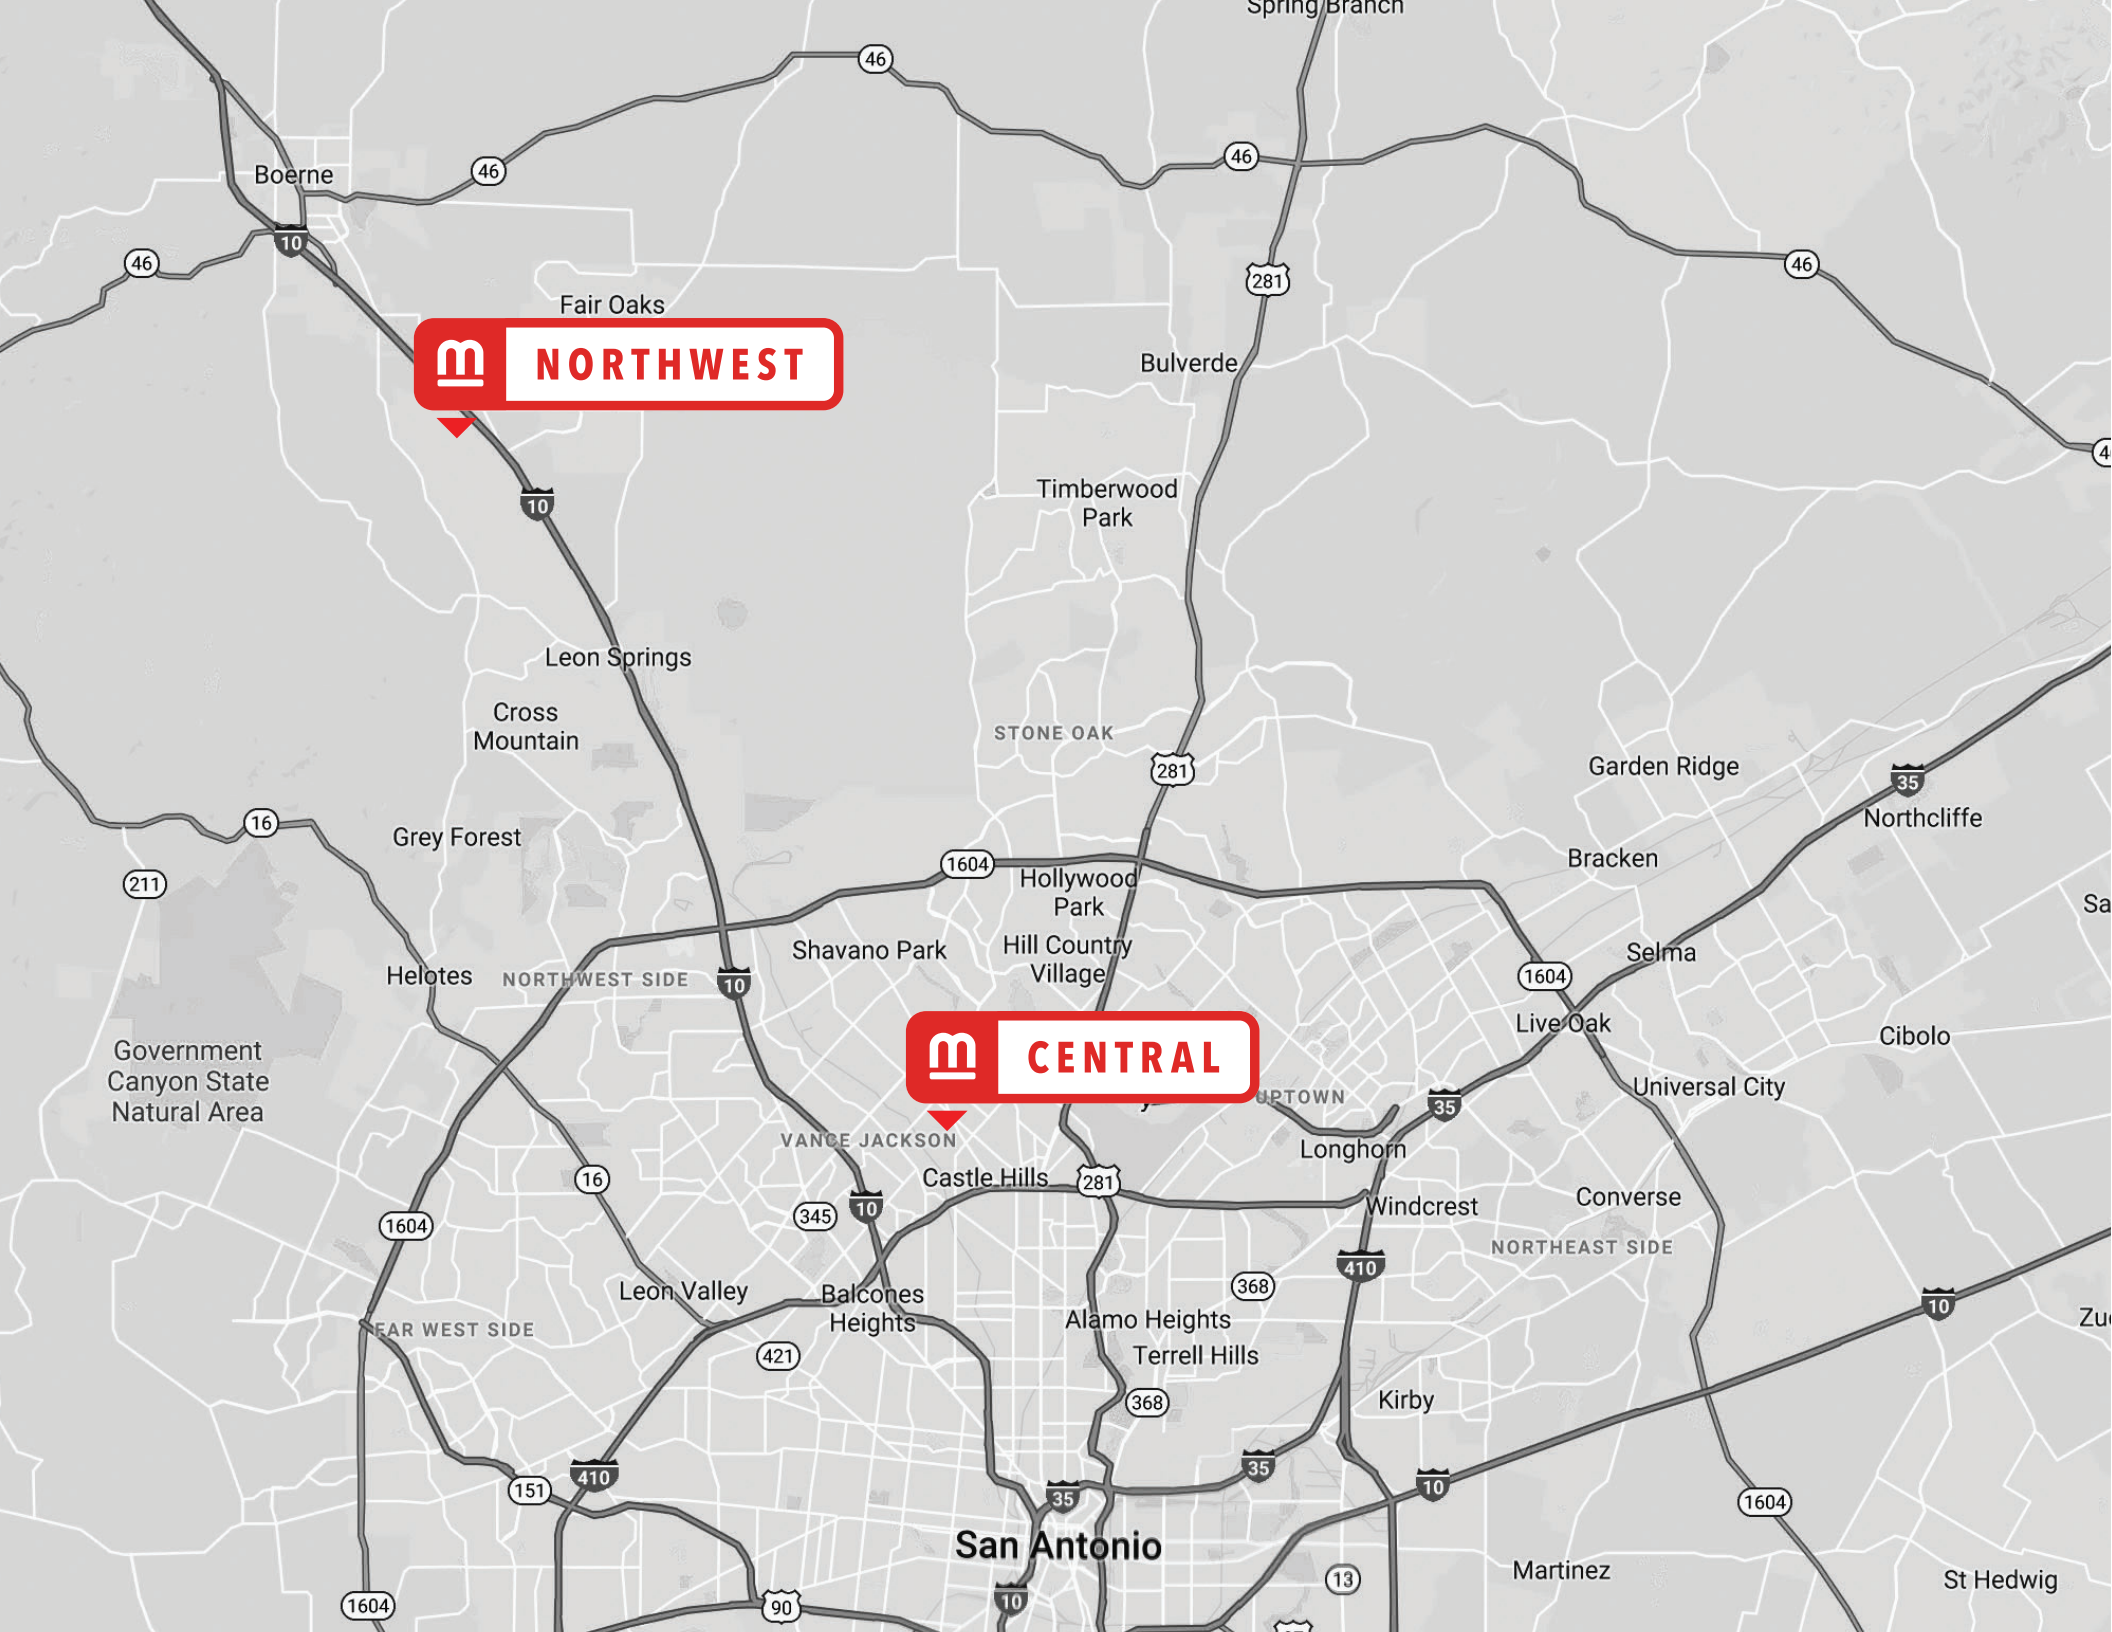 Spring Branch
46
Boerne
46
46
10
46
281
46
Fair Oaks
NORTHWEST
Bulverde
4
10
Timberwood
Park
Leon Springs
Cross
Mountain
STONE OAK
281
Garden Ridge
35
Northcliffe
16
Grey Forest
1604
Bracken
211
Hollywood
Park
Sa
Shavano Park
Hill Country
Village
Selma
Helotes
NORTHWEST SIDE
10
1604
Live Oak
Cibolo
Government
Canyon State
Natural Area
CENTRAL
UPTOWN
35
Universal City
VANCE JACKSON
Longhorn
Castle Hills
281
16
345
10
Windcrest
Converse
1604
NORTHEAST SIDE
410
Leon Valley
Balcones
Heights
368
10
Alamo Heights
Zu
FAR WEST SIDE
421
Terrell Hills
368
Kirby
410
35
151
35
10
1604
San Antonio
13
Martinez
St Hedwig
1604
90
10